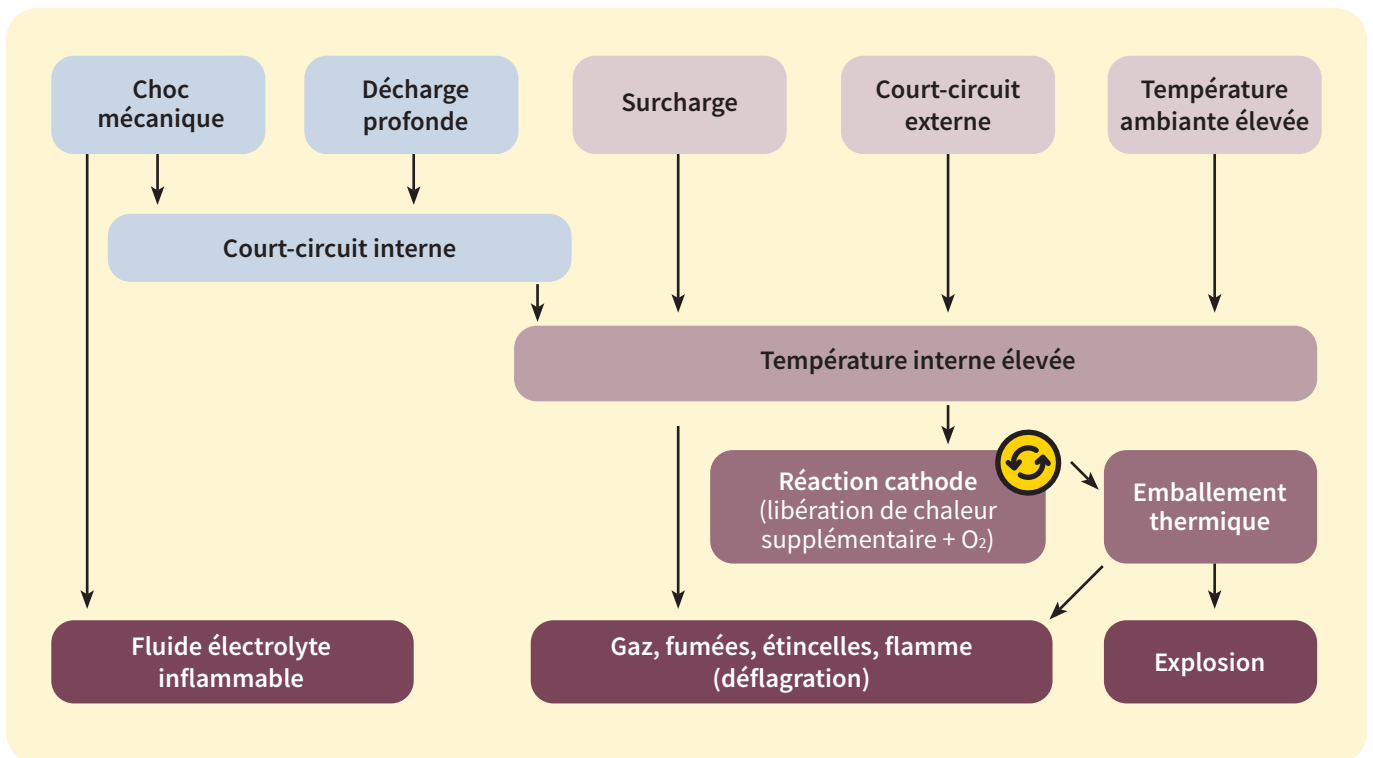 Choc
mécanique
Décharge
profonde
Surcharge
Court-circuit
externe
Température
ambiante élevée
Court-circuit interne
Température interne élevée
Réaction cathode
(libération de chaleur
supplémentaire + O₂)
Emballement
thermique
Fluide électrolyte
inflammable
Gaz, fumées, étincelles, flamme
(déflagration)
Explosion